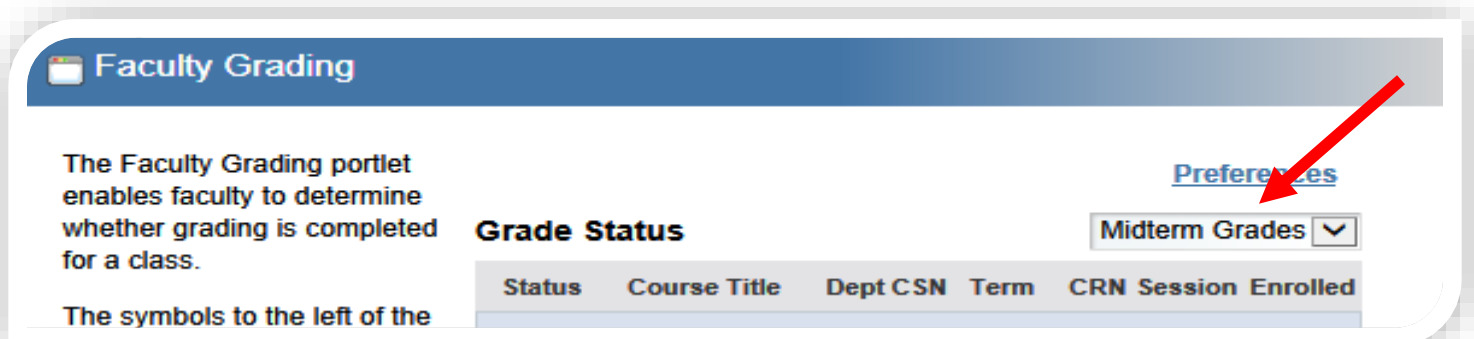 Faculty Grading
The Faculty Grading portlet
enables faculty to determine
whether grading is completed
for a class.
The symbols to the left of the
Preferences
Grade Status
Midterm Grades
Status Course Title Dept CSN Term CRN Session Enrolled